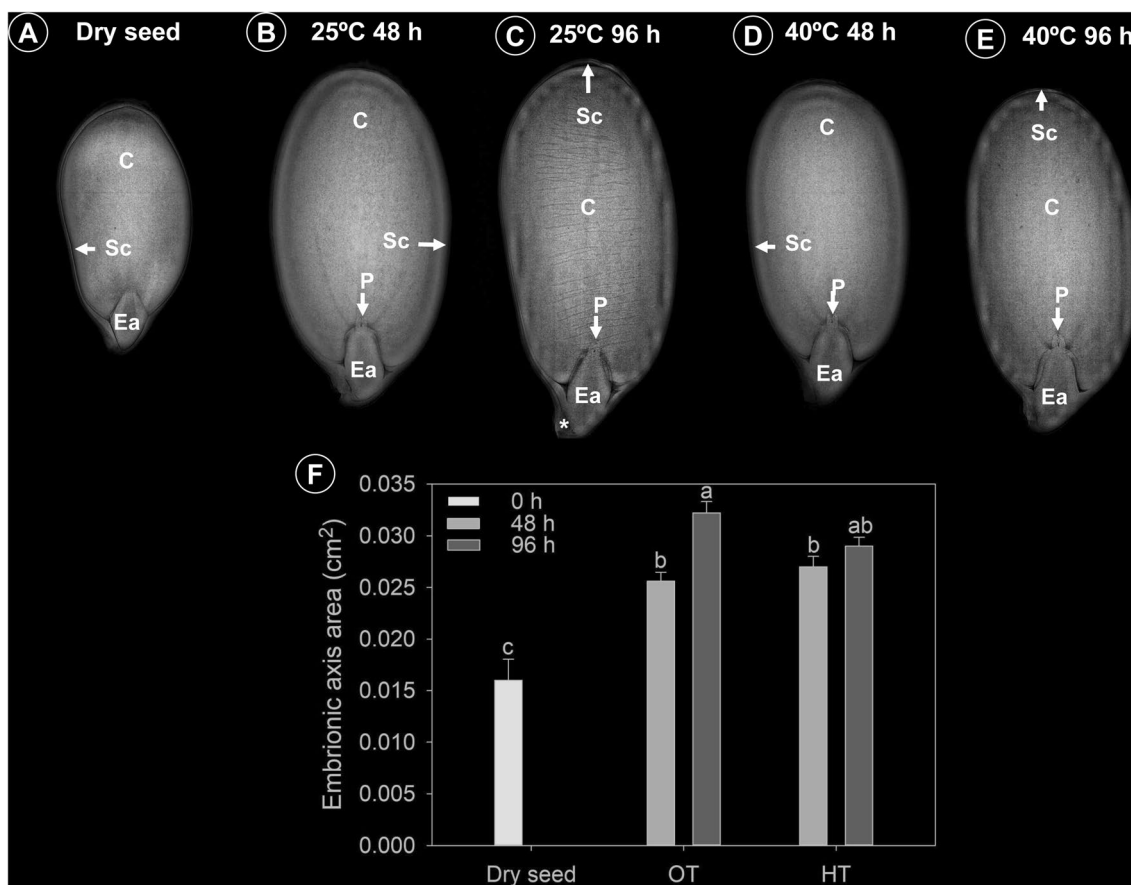 A Dry seed
B 25ºC 48 h
C 25ºC 96 h
D 40ºC 48 h
E 40ºC 96 h
C
Sc
Ea
C
Sc
P
Ea
Sc
C
P
Ea
*
C
Sc
P
Ea
Sc
C
P
Ea
F
Embrionic axis area (cm²)
0.035
0.030
0.025
0.020
0.015
0.010
0.005
0.000
0 h
48 h
96 h
c
b
a
b
ab
Dry seed
OT
HT